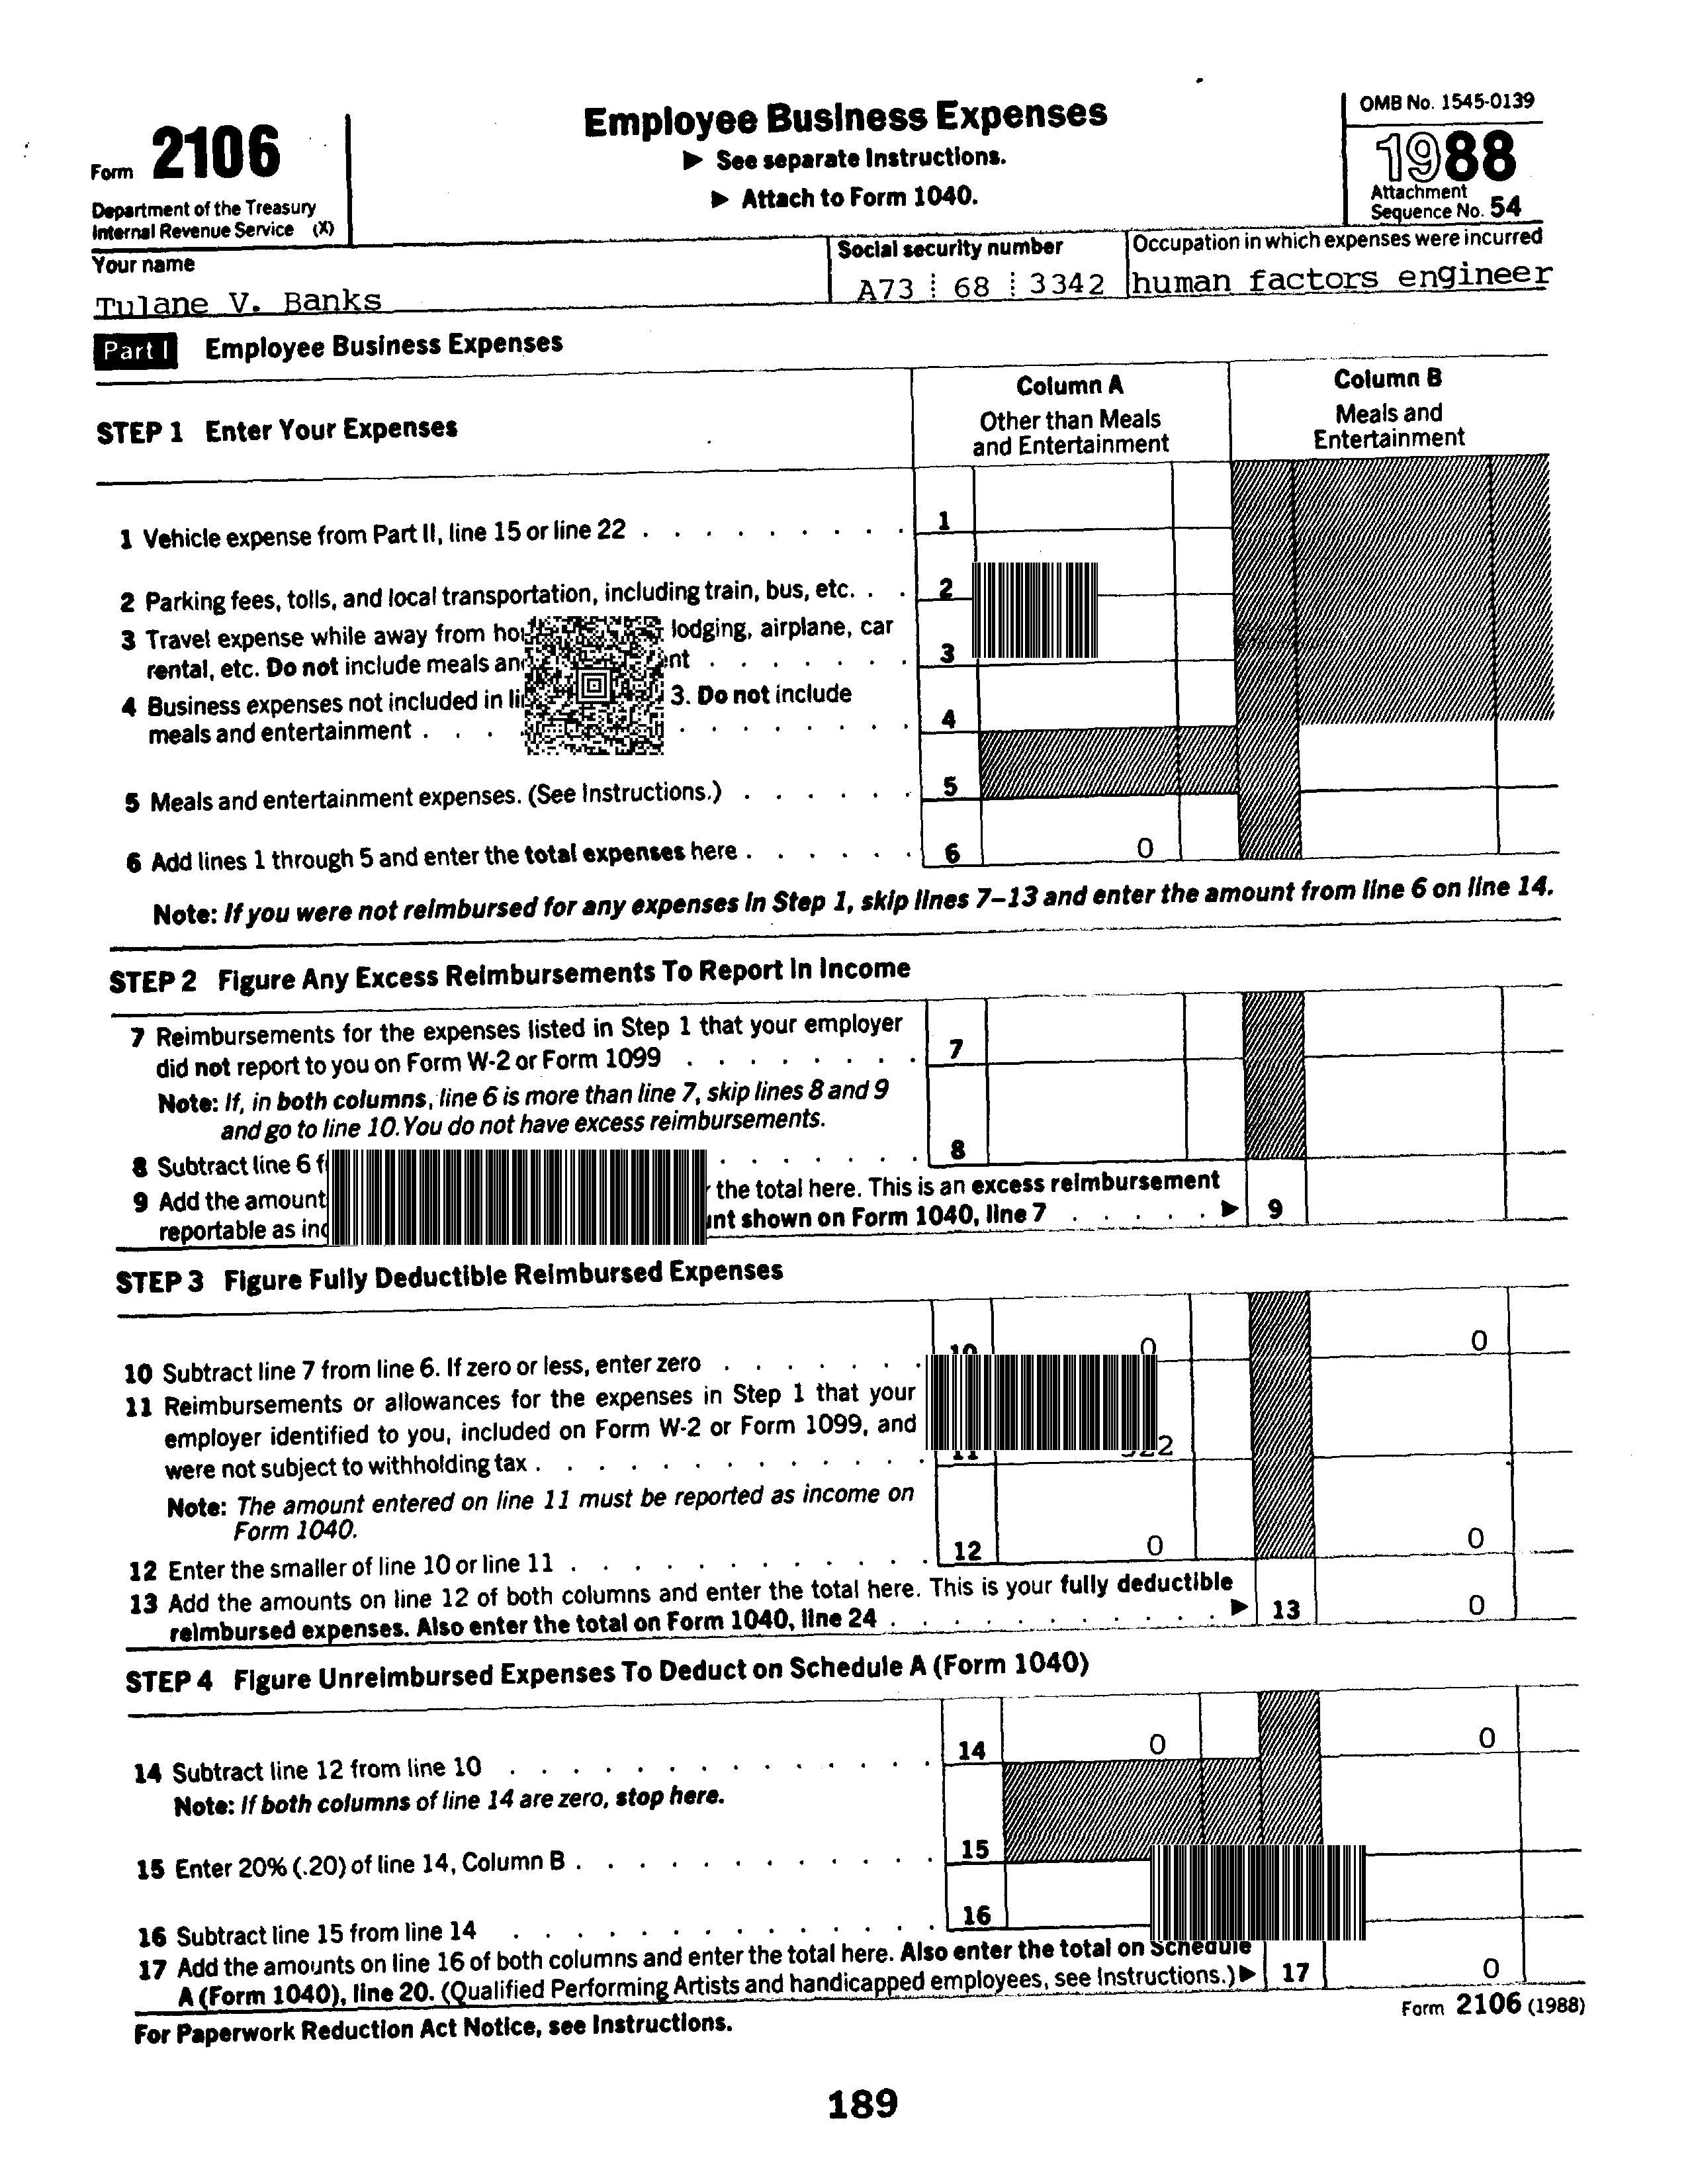 Form 2106
Department of the Treasury
Internal Revenue Service (X)
Employee Business Expenses
▶ See separate Instructions.
▶ Attach to Form 1040.
OMB No. 1545-0139
1988
Attachment
Sequence No. 54
Your name
Tulane V. Banks
Social security number
A73 68 3342
Occupation in which expenses were incurred
human factors engineer
Part I Employee Business Expenses
STEP 1 Enter Your Expenses
Column A
Other than Meals
and Entertainment
Column B
Meals and
Entertainment
1 Vehicle expense from Part II, line 15 or line 22 . . . . . . . . . 1
2 Parking fees, tolls, and local transportation, including train, bus, etc. . . 2
3 Travel expense while away from lodging, airplane, car
rental, etc. Do not include meals . . . . . . . 3
4 Business expenses not included in 3. Do not include
meals and entertainment . . . . . . . . . . . 4
5 Meals and entertainment expenses. (See Instructions.) . . . . . . 5
6 Add lines 1 through 5 and enter the total expenses here . . . . . . 6 0
Note: If you were not reimbursed for any expenses in Step 1, skip lines 7–13 and enter the amount from line 6 on line 14.
STEP 2 Figure Any Excess Reimbursements To Report In Income
7 Reimbursements for the expenses listed in Step 1 that your employer
did not report to you on Form W-2 or Form 1099 . . . . . . . . 7
Note: If, in both columns, line 6 is more than line 7, skip lines 8 and 9
and go to line 10. You do not have excess reimbursements.
8 Subtract line 6 . . . . . . 8
9 Add the amount the total here. This is an excess reimbursement
reportable as shown on Form 1040, line 7 . . . . . ▶ 9
STEP 3 Figure Fully Deductible Reimbursed Expenses
10 Subtract line 7 from line 6. If zero or less, enter zero . . . . . . . 10 0 0
11 Reimbursements or allowances for the expenses in Step 1 that your
employer identified to you, included on Form W-2 or Form 1099, and
were not subject to withholding tax . . . . . . . . . . . . . 11
Note: The amount entered on line 11 must be reported as income on
Form 1040.
12 Enter the smaller of line 10 or line 11 . . . . . . . . . . . . 12 0 0
13 Add the amounts on line 12 of both columns and enter the total here. This is your fully deductible
reimbursed expenses. Also enter the total on Form 1040, line 24 . . . . . . . . . . . ▶ 13 0
STEP 4 Figure Unreimbursed Expenses To Deduct on Schedule A (Form 1040)
14 Subtract line 12 from line 10 . . . . . . . . . . . . . . 14 0 0
Note: If both columns of line 14 are zero, stop here.
15 Enter 20% (.20) of line 14, Column B . . . . . . . . . . . . 15
16 Subtract line 15 from line 14 . . . . . . . . . . . . . . 16
17 Add the amounts on line 16 of both columns and enter the total here. Also enter the total on Schedule
A (Form 1040), line 20. (Qualified Performing Artists and handicapped employees, see Instructions.) ▶ 17 0
For Paperwork Reduction Act Notice, see Instructions.
Form 2106 (1988)
189